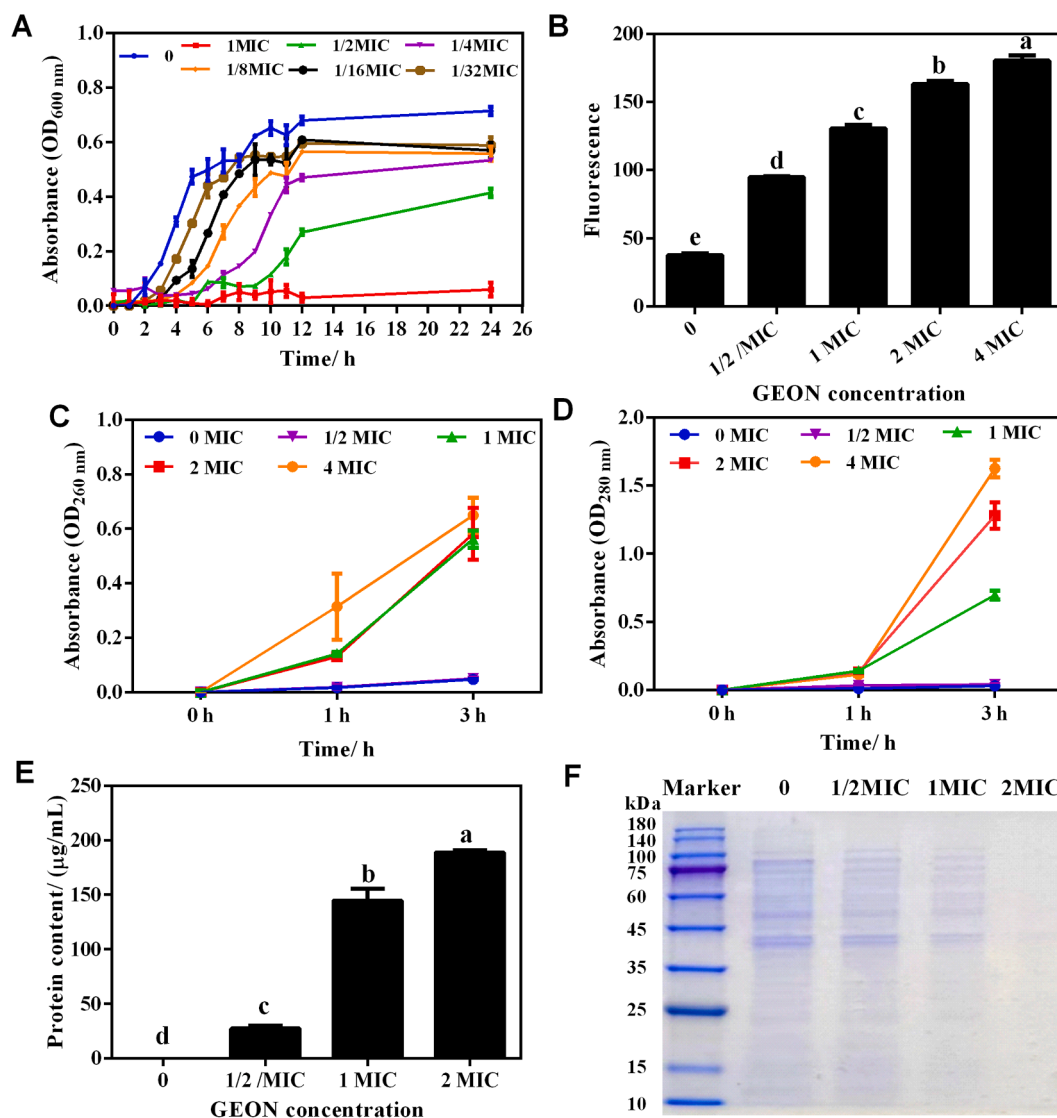 A
0
1MIC
1/2MIC
1/4MIC
1/8MIC
1/16MIC
1/32MIC
1.0
0.8
0.6
0.4
0.2
0.0
Absorbance (OD600 nm)
0 2 4 6 8 10 12 14 16 18 20 22 24 26
Time/ h
B
200
150
100
50
0
Fluorescence
e
d
c
b
a
0
1/2 /MIC
1 MIC
2 MIC
4 MIC
GEON concentration
C
0 MIC
1/2 MIC
1 MIC
2 MIC
4 MIC
1.0
0.8
0.6
0.4
0.2
0.0
Absorbance (OD260 nm)
0 h 1 h 3 h
Time/ h
D
0 MIC
1/2 MIC
1 MIC
2 MIC
4 MIC
2.0
1.5
1.0
0.5
0.0
Absorbance (OD280 nm)
0 h 1 h 3 h
Time/ h
E
250
200
150
100
50
0
Protein content/ (μg/mL)
d
c
b
a
0 1/2 /MIC 1 MIC 2 MIC
GEON concentration
F
Marker 0 1/2MIC 1MIC 2MIC
kDa
180
140
100
75
60
45
35
25
15
10